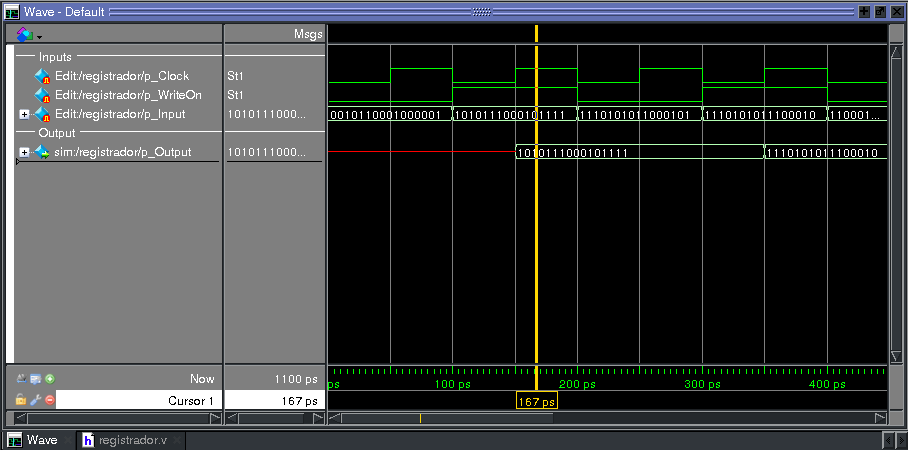 Wave - Default
Msgs
Inputs
Edit:/registrador/p_Clock St1
Edit:/registrador/p_WriteOn St1
Edit:/registrador/p_Input 1010111000... 0010110001000001 1010111000101111 1110101011000101 1110101011100010 110001...
Output
sim:/registrador/p_Output 1010111000... 1010111000101111 1110101011100010
Now 1100 ps ps 100 ps 200 ps 300 ps 400 ps
Cursor 1 167 ps 167 ps
Wave registrador.v